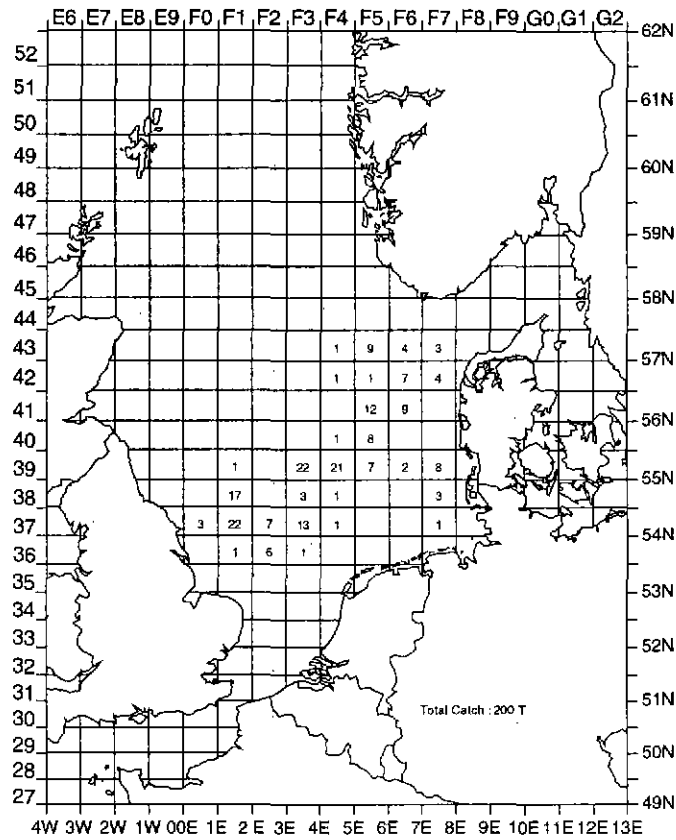 E6 E7 E8 E9 F0 F1 F2 F3 F4 F5 F6 F7 F8 F9 G0 G1 G2
62N
52
51
61N
50
49
60N
48
47
59N
46
45
58N
44
43 1 9 4 3
57N
42 1 1 7 4
41 12 9
56N
40 1 8
39 1 22 21 7 2 8
55N
38 17 3 1 3
37 3 22 7 13 1 1
54N
36 1 6 1
35
53N
34
33
52N
32
31
51N
Total Catch : 200 T
30
29
50N
28
27
49N
4W 3W 2W 1W 00E 1E 2 E 3E 4E 5E 6E 7E 8E 9E 10E 11E 12E 13E